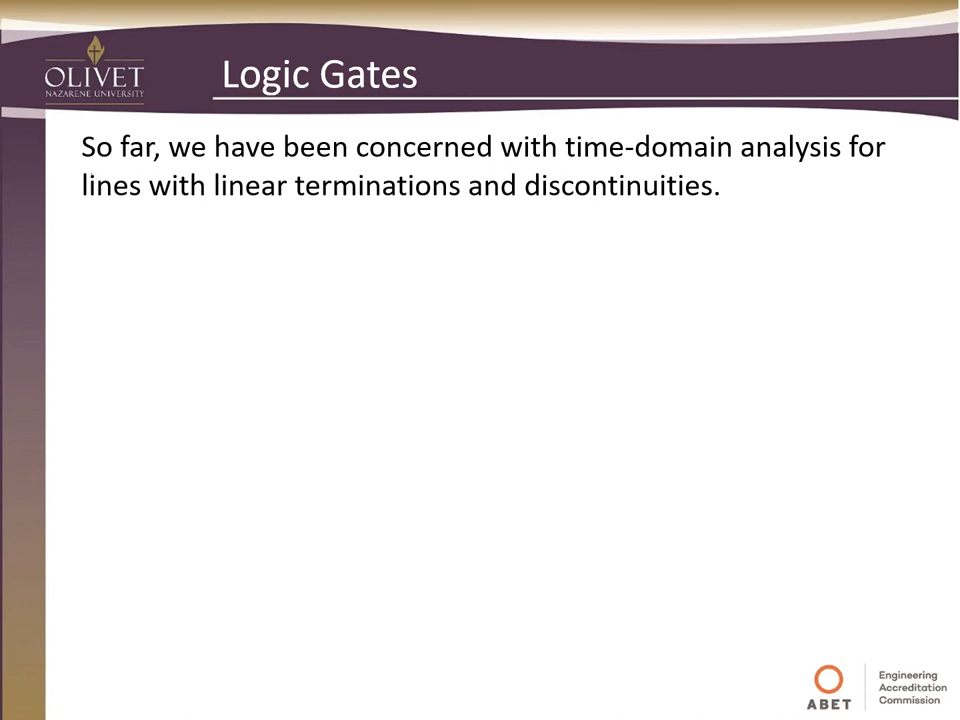 OLIVET
NAZARENE UNIVERSITY
Logic Gates
So far, we have been concerned with time-domain analysis for
lines with linear terminations and discontinuities.
ABET
Engineering
Accreditation
Commission